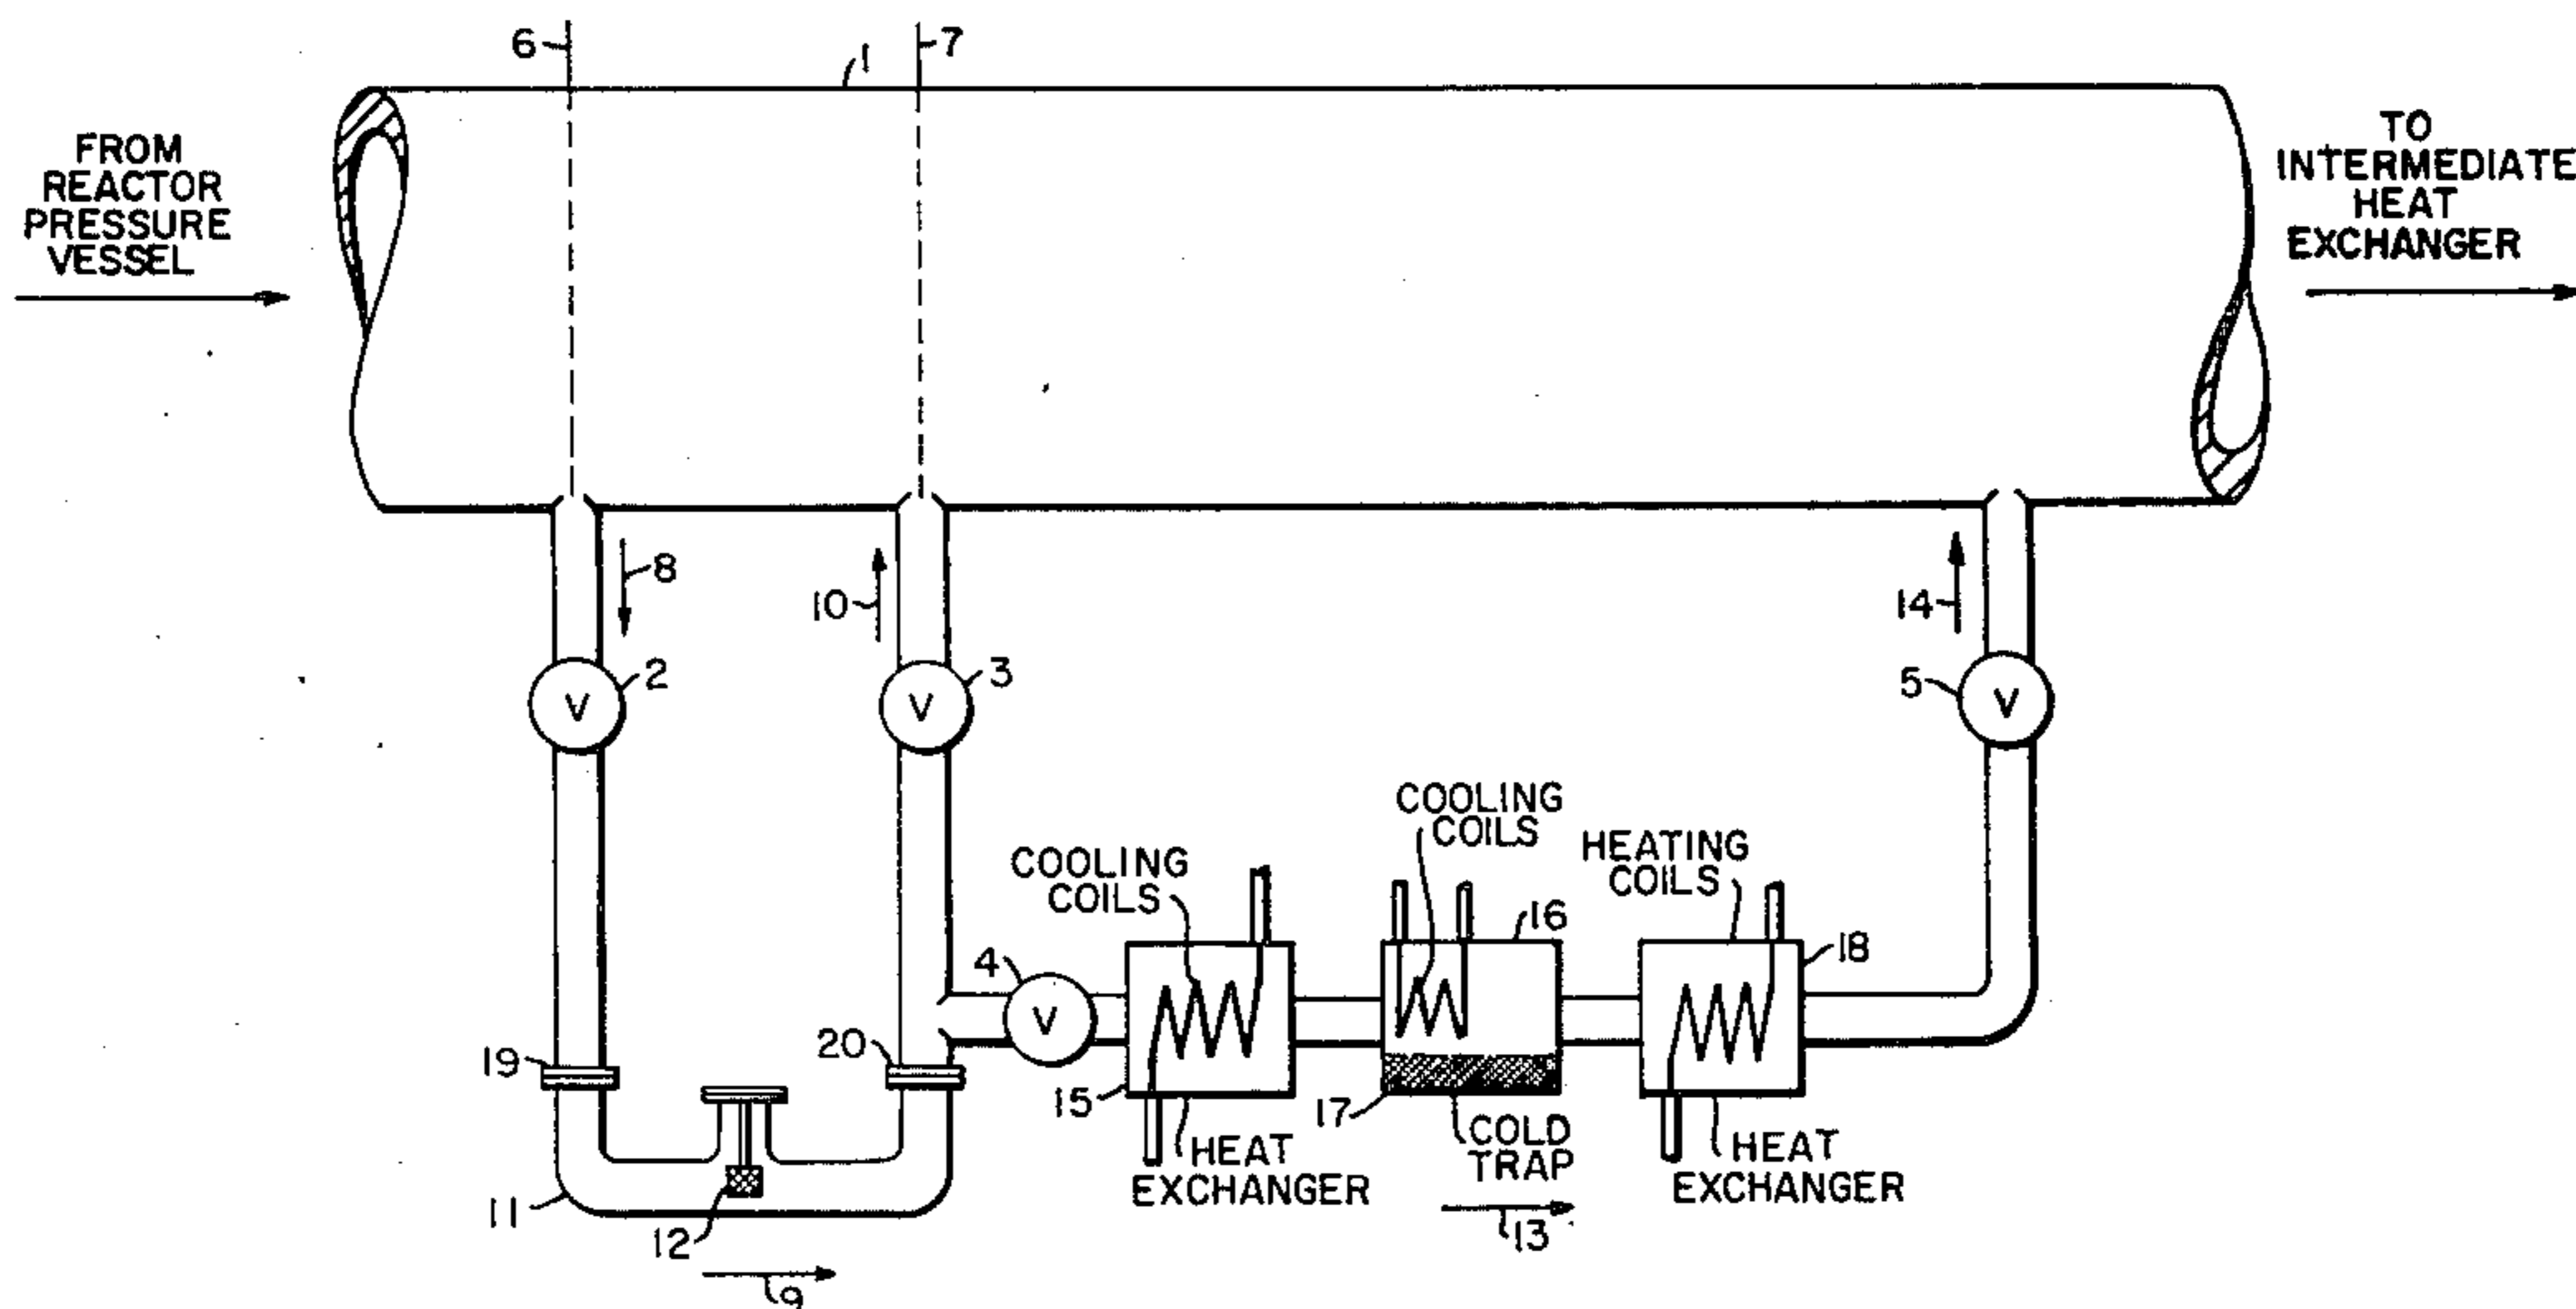 6
7
1
FROM
REACTOR
PRESSURE
VESSEL
TO
INTERMEDIATE
HEAT
EXCHANGER
8
10
14
2
3
5
V
V
V
COOLING
COILS
COOLING
COILS
HEATING
COILS
4
16
18
V
19
20
15
17
11
12
HEAT
EXCHANGER
COLD
TRAP
HEAT
EXCHANGER
9
13